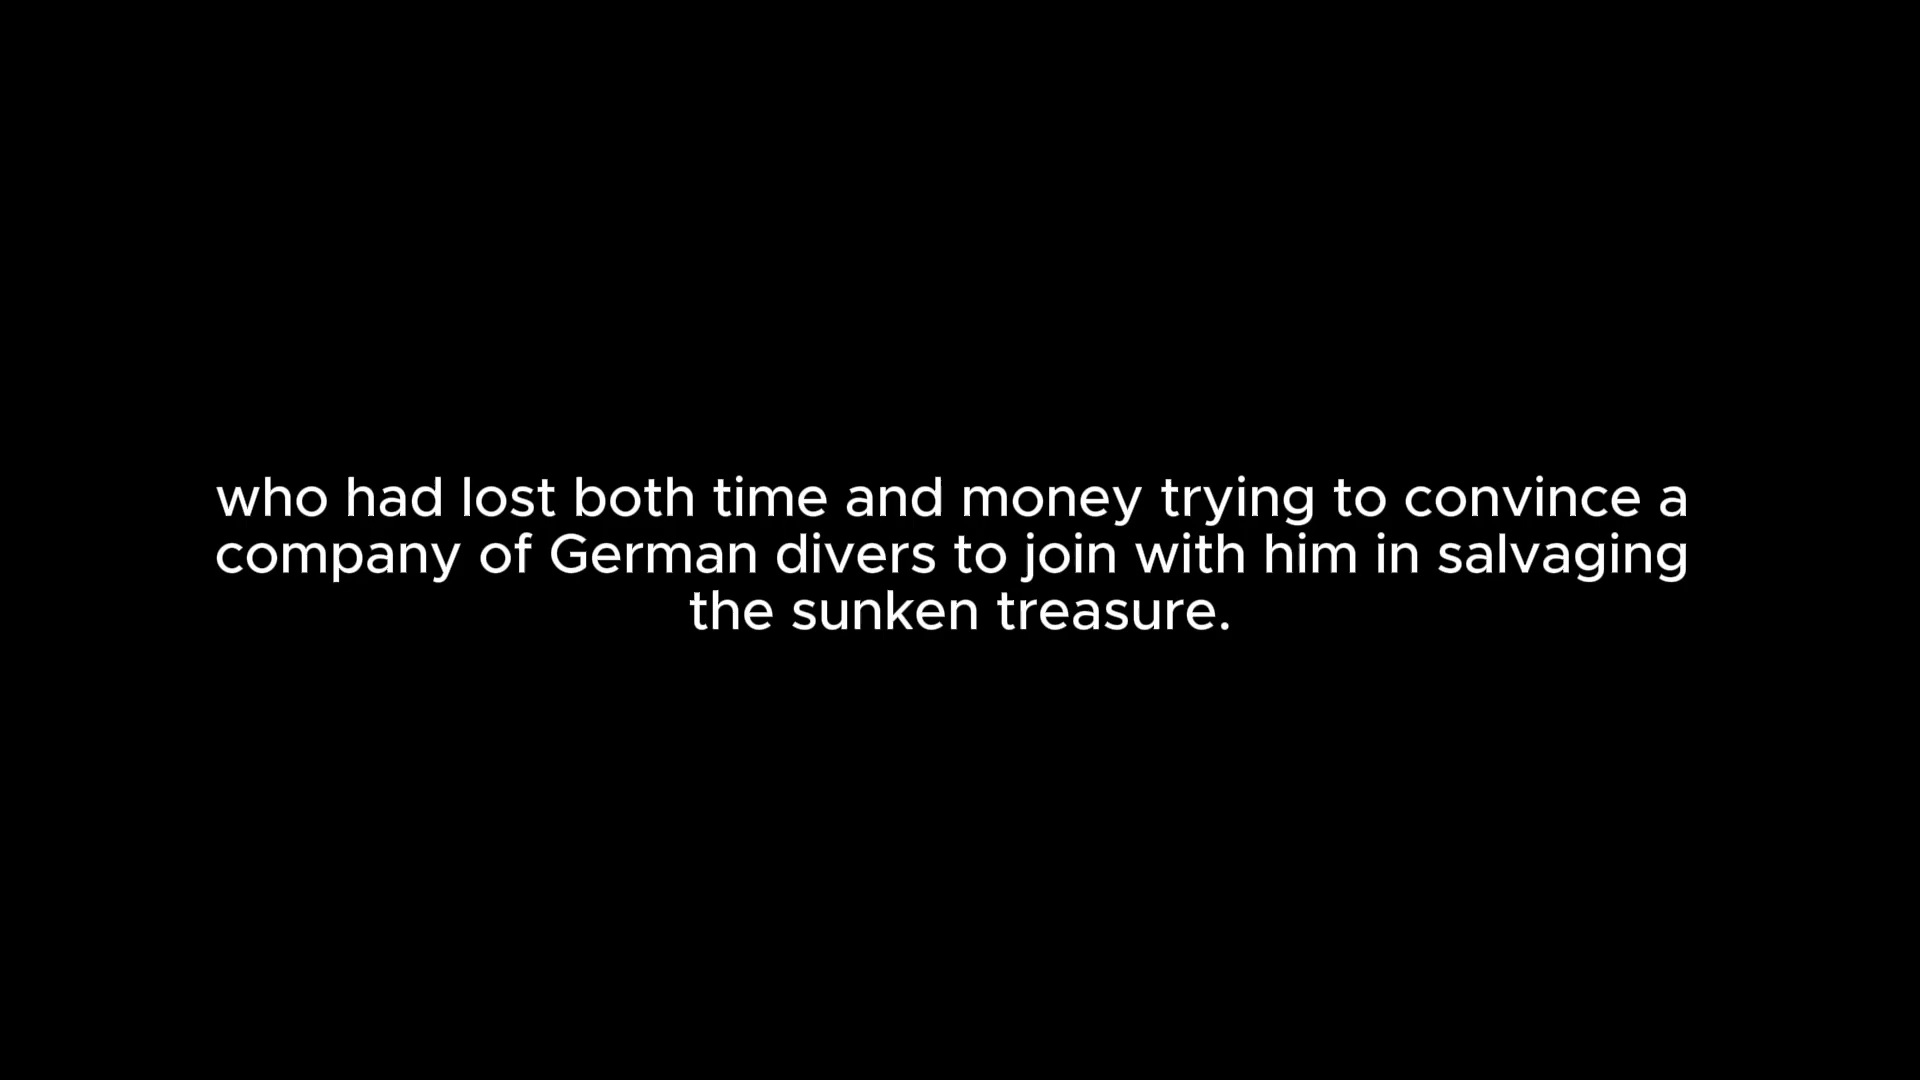 who had lost both time and money trying to convince a
company of German divers to join with him in salvaging
the sunken treasure.